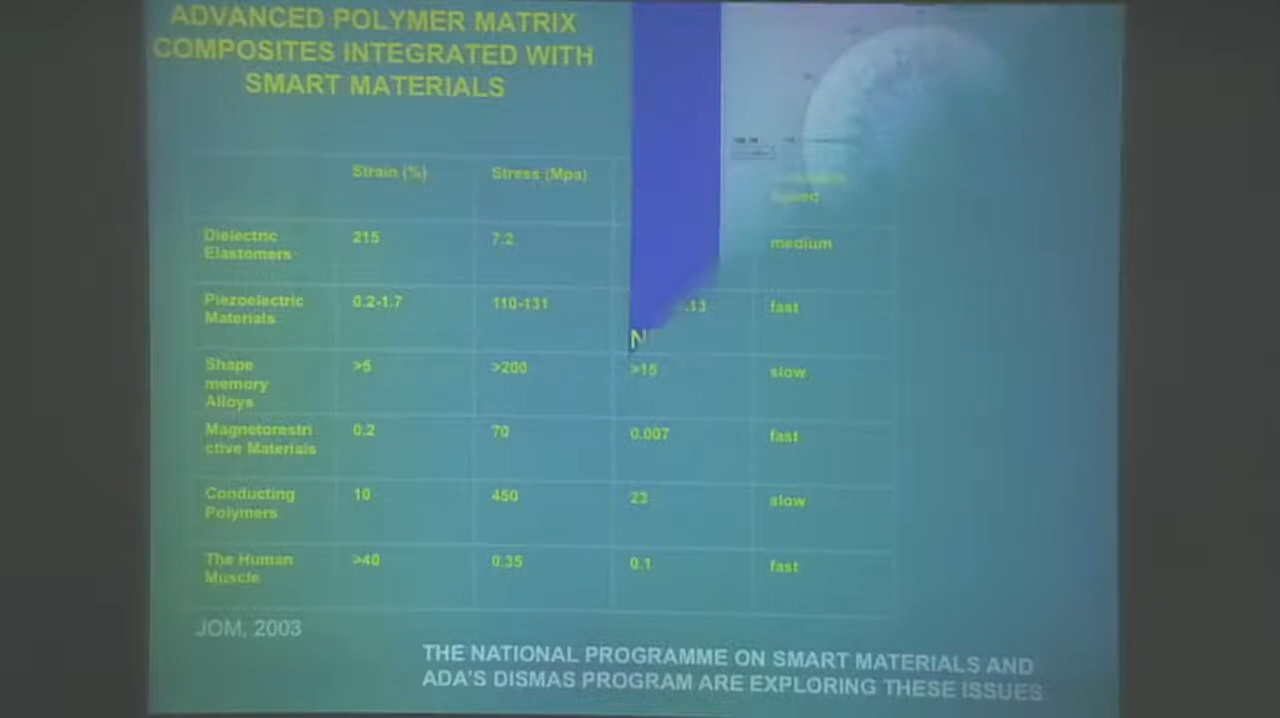 ADVANCED POLYMER MATRIX
COMPOSITES INTEGRATED WITH
SMART MATERIALS
Strain (%) Stress (Mpa)
Dielectric
Elastomers 215 7.2 medium
Piezoelectric
Materials 0.2-1.7 110-131 .13 fast
N
Shape
memory
Alloys >5 >200 >15 slow
Magnetorestri
ctive Materials 0.2 70 0.007 fast
Conducting
Polymers 10 450 23 slow
The Human
Muscle >40 0.35 0.1 fast
JOM, 2003
THE NATIONAL PROGRAMME ON SMART MATERIALS AND
ADA'S DISMAS PROGRAM ARE EXPLORING THESE ISSUES